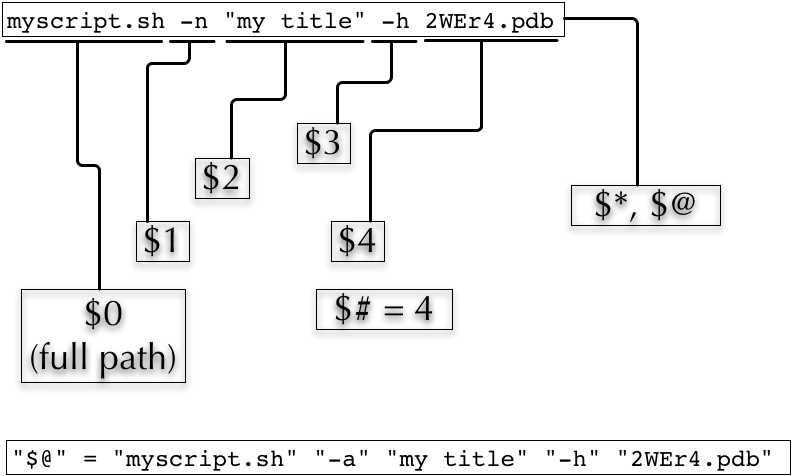 myscript.sh -n "my title" -h 2WEr4.pdb
$3
$2
$*, $@
$1
$4
$0
(full path)
$# = 4
"$@" = "myscript.sh" "-a" "my title" "-h" "2WEr4.pdb"